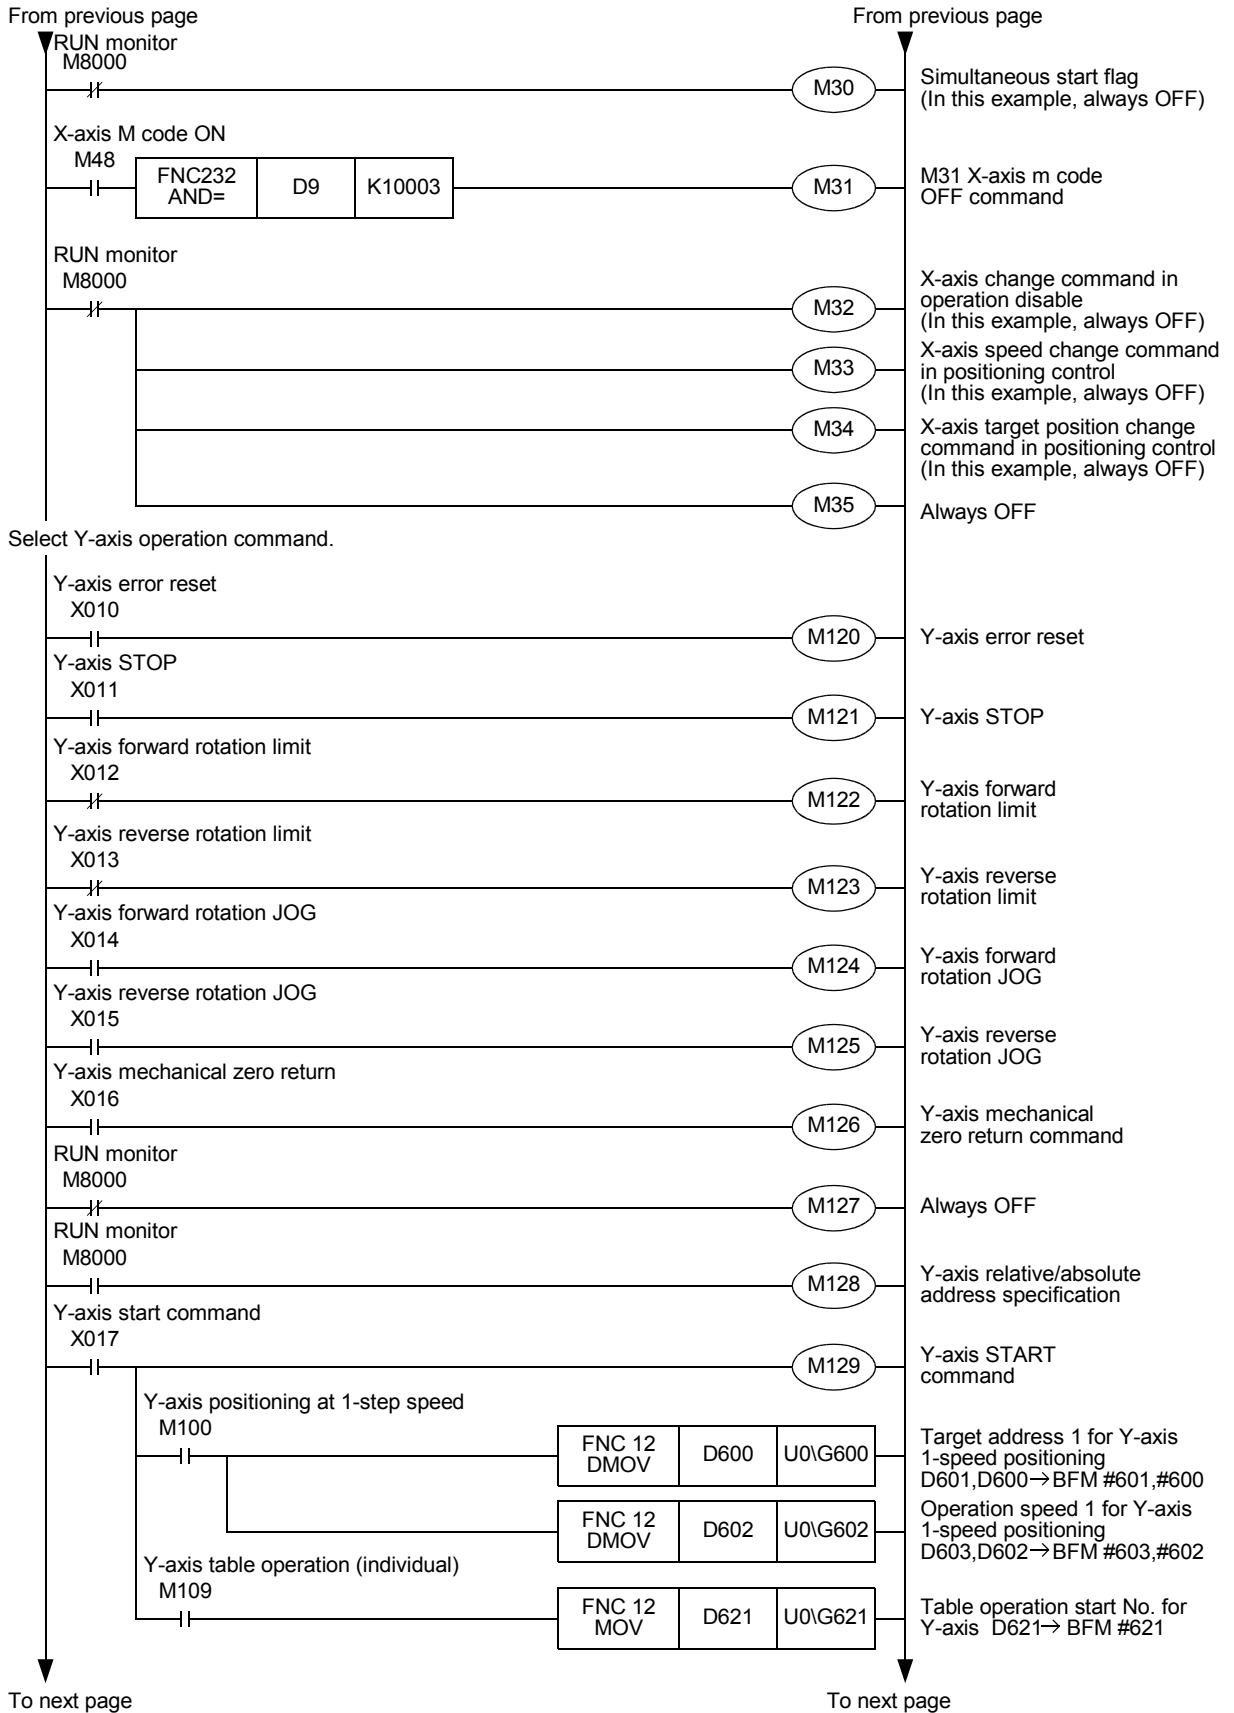 From previous page
From previous page
RUN monitor
M8000
M30
Simultaneous start flag
(In this example, always OFF)
X-axis M code ON
M48
FNC232
AND=
D9
K10003
M31
M31 X-axis m code
OFF command
RUN monitor
M8000
M32
X-axis change command in
operation disable
(In this example, always OFF)
M33
X-axis speed change command
in positioning control
(In this example, always OFF)
M34
X-axis target position change
command in positioning control
(In this example, always OFF)
M35
Always OFF
Select Y-axis operation command.
Y-axis error reset
X010
M120
Y-axis error reset
Y-axis STOP
X011
M121
Y-axis STOP
Y-axis forward rotation limit
X012
M122
Y-axis forward
rotation limit
Y-axis reverse rotation limit
X013
M123
Y-axis reverse
rotation limit
Y-axis forward rotation JOG
X014
M124
Y-axis forward
rotation JOG
Y-axis reverse rotation JOG
X015
M125
Y-axis reverse
rotation JOG
Y-axis mechanical zero return
X016
M126
Y-axis mechanical
zero return command
RUN monitor
M8000
M127
Always OFF
RUN monitor
M8000
M128
Y-axis relative/absolute
address specification
Y-axis start command
X017
M129
Y-axis START
command
Y-axis positioning at 1-step speed
M100
FNC 12
DMOV
D600
U0\G600
Target address 1 for Y-axis
1-speed positioning
D601,D600→BFM #601,#600
FNC 12
DMOV
D602
U0\G602
Operation speed 1 for Y-axis
1-speed positioning
D603,D602→BFM #603,#602
Y-axis table operation (individual)
M109
FNC 12
MOV
D621
U0\G621
Table operation start No. for
Y-axis D621→ BFM #621
To next page
To next page